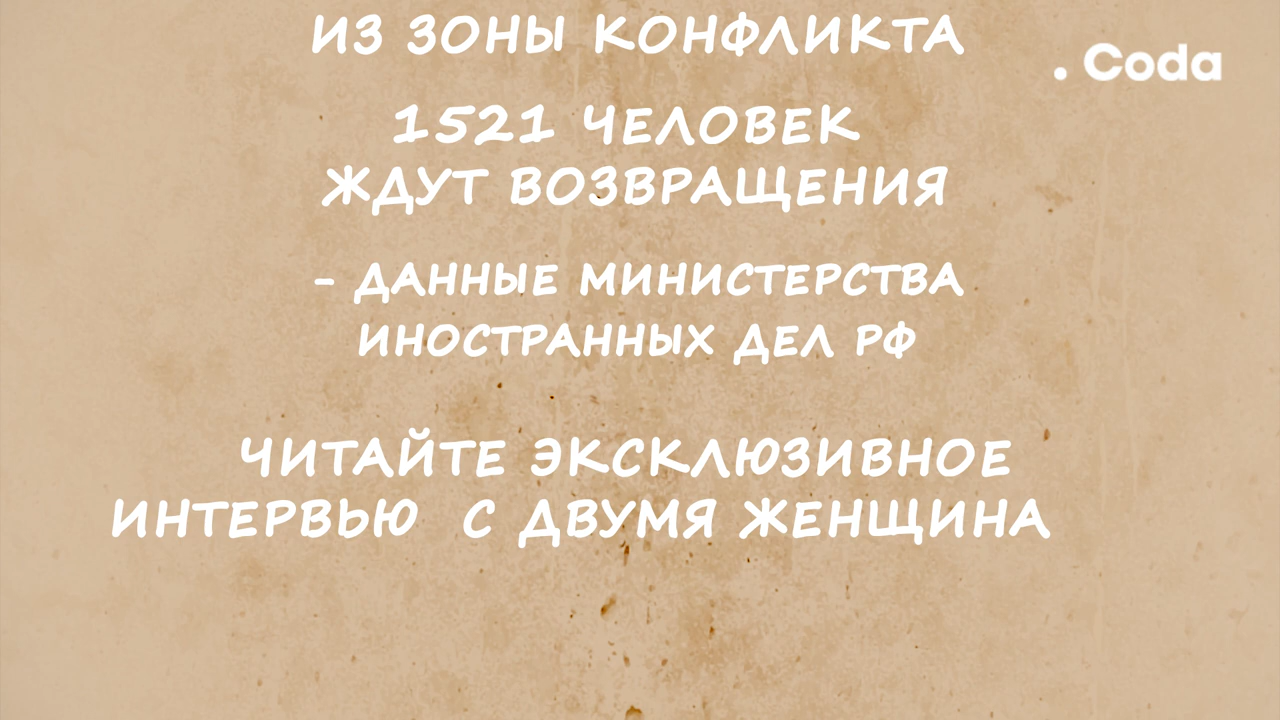 ИЗ ЗОНЫ КОНФЛИКТА
. Coda
1521 ЧЕЛОВЕК
ЖДУТ ВОЗВРАЩЕНИЯ
- ДАННЫЕ МИНИСТЕРСТВА
ИНОСТРАННЫХ ДЕЛ РФ
ЧИТАЙТЕ ЭКСКЛЮЗИВНОЕ
ИНТЕРВЬЮ С ДВУМЯ ЖЕНЩИНА